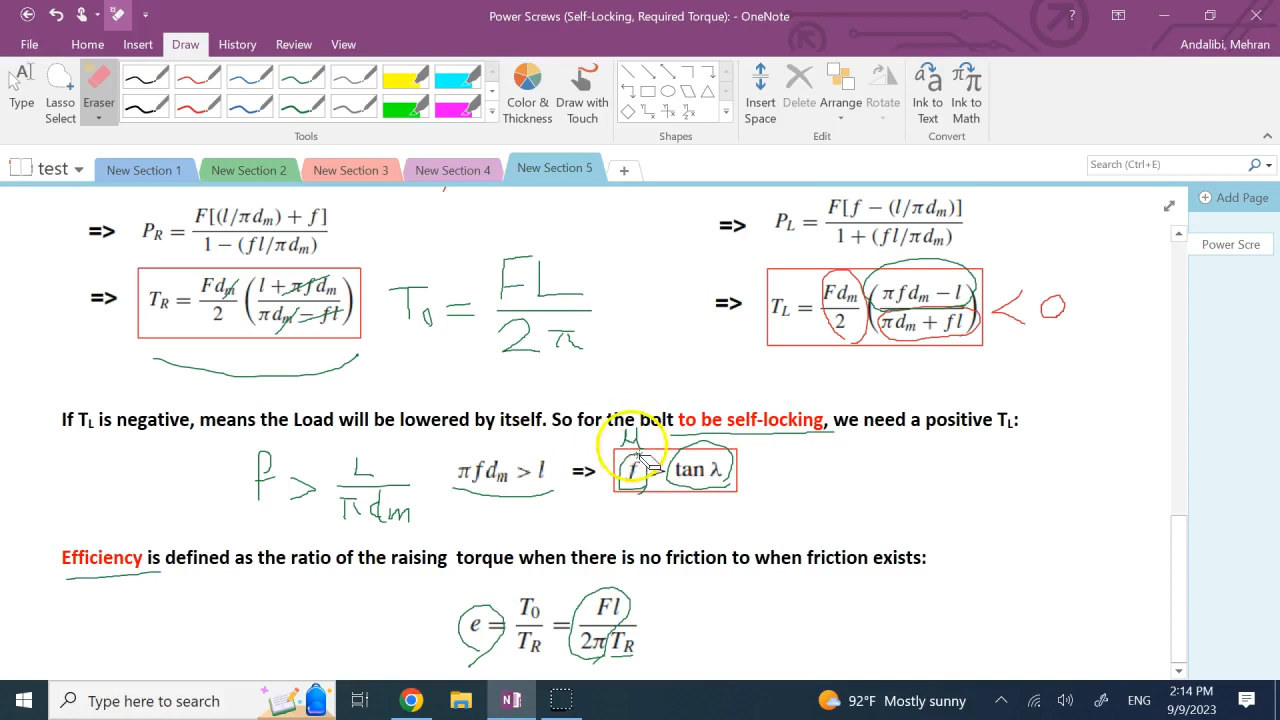 Power Screws (Self-Locking, Required Torque): - OneNote
File Home Insert Draw History Review View
Andalibi, Mehran
Type Lasso Select Eraser Color & Thickness Draw with Touch Insert Space Delete Arrange Rotate Ink to Text Ink to Math
Tools Shapes Edit Convert
test New Section 1 New Section 2 New Section 3 New Section 4 New Section 5 + Search (Ctrl+E)
Add Page
Power Scre
=> P_R = F[(l/πd_m) + f] / 1 − (fl/πd_m) => P_L = F[f − (l/πd_m)] / 1 + (fl/πd_m)
=> T_R = Fd_m/2 (l + πfd_m / πd_m − fl) T_0 = FL / 2π => T_L = Fd_m/2 (πfd_m − l / πd_m + fl) < 0
If T_L is negative, means the Load will be lowered by itself. So for the bolt to be self-locking, we need a positive T_L:
μ
f > L / πdm πfd_m > l => f > tan λ
Efficiency is defined as the ratio of the raising torque when there is no friction to when friction exists:
e = T_0 / T_R = Fl / 2πT_R
Type here to search 92°F Mostly sunny ENG 2:14 PM
9/9/2023